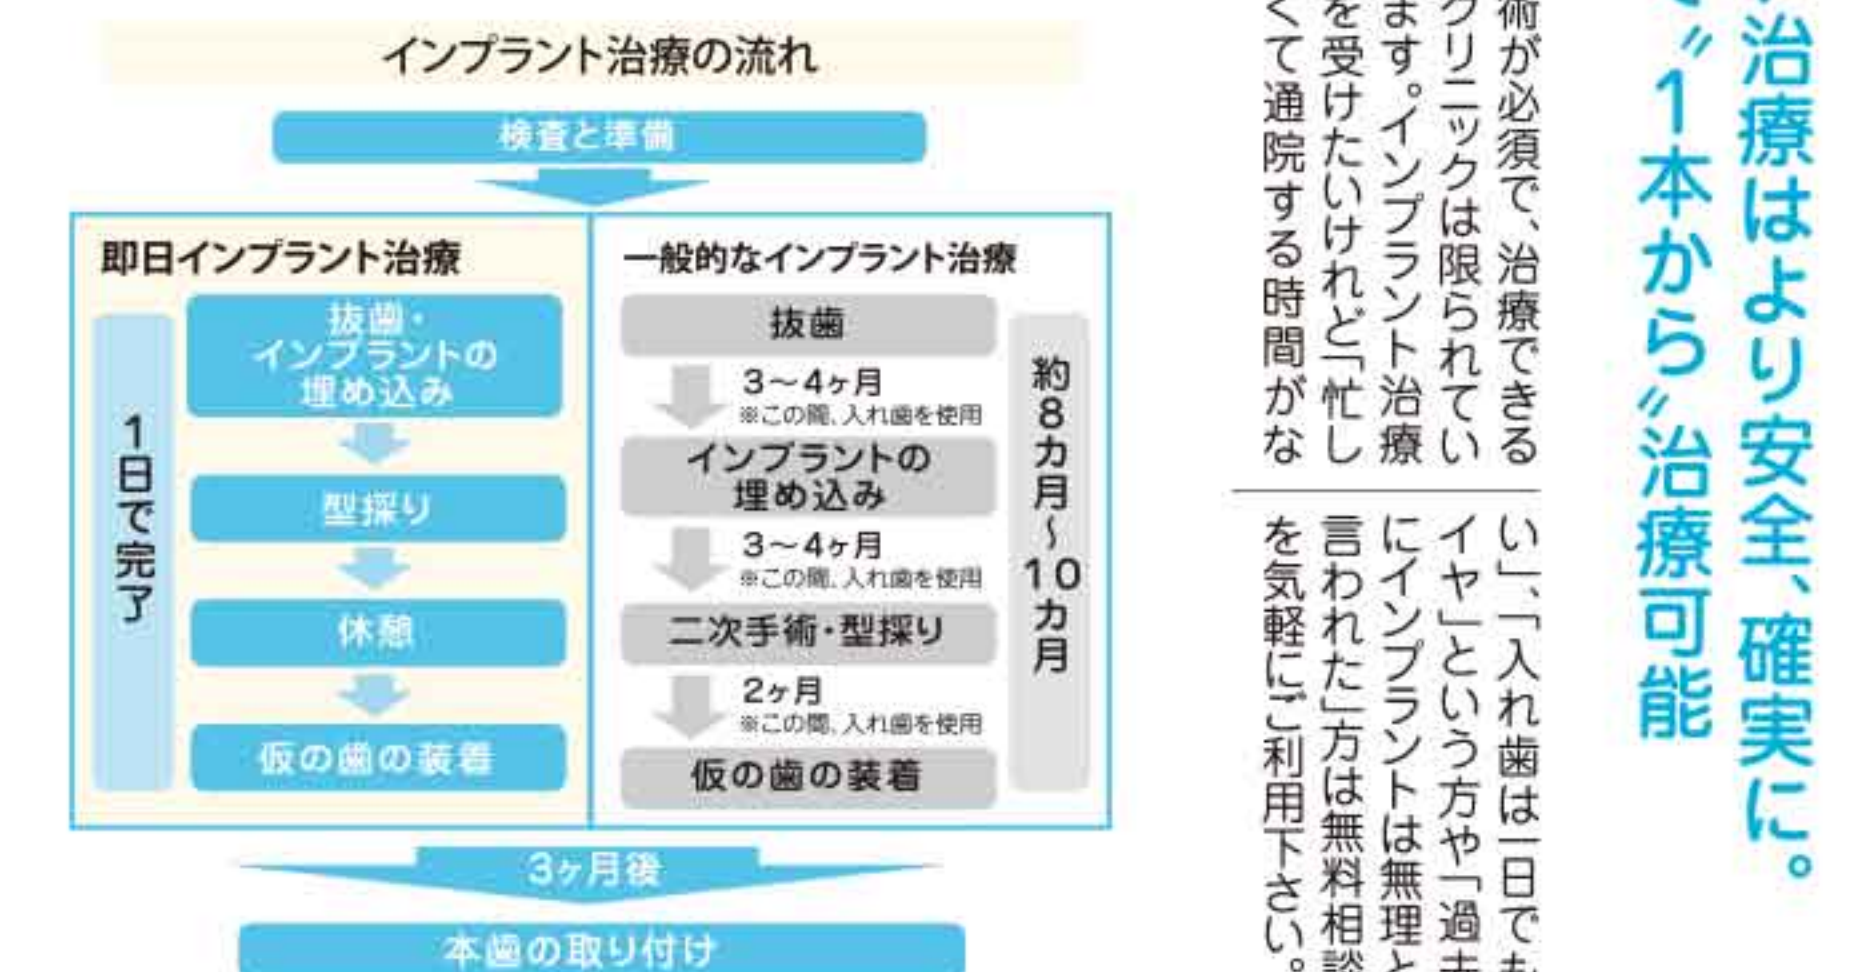 治療はより安全、確実に。
〝1本から〟治療可能
術が必須で、治療できる
クリニックは限られてい
ます。インプラント治療
を受けたいけれど「忙し
くて通院する時間がな
い」、「入れ歯は一日でも
イヤ」という方や「過去
にインプラントは無理と
言われた」方は無料相談
を気軽にご利用下さい。
インプラント治療の流れ
検査と準備
即日インプラント治療
1日で完了
抜歯・
インプラントの
埋め込み
型採り
休憩
仮の歯の装着
一般的なインプラント治療
抜歯
3〜4ヶ月
※この間、入れ歯を使用
インプラントの
埋め込み
3〜4ヶ月
※この間、入れ歯を使用
二次手術・型採り
2ヶ月
※この間、入れ歯を使用
仮の歯の装着
約8カ月〜10カ月
3ヶ月後
本歯の取り付け